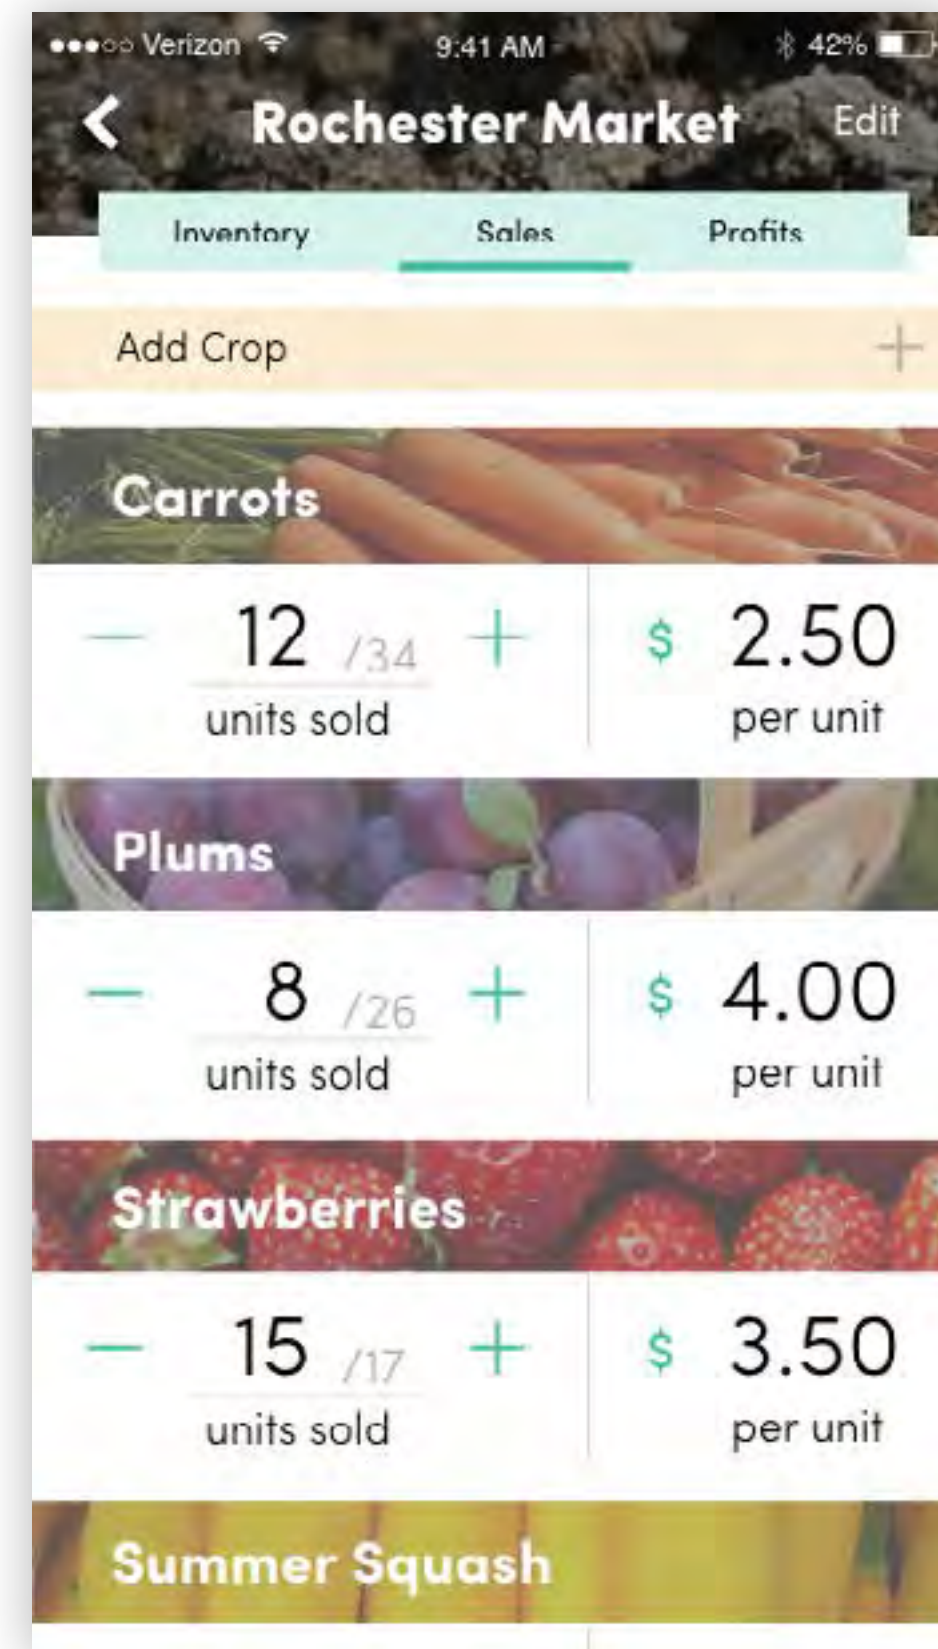 Verizon 9:41 AM 42%
Rochester Market Edit
Inventory Sales Profits
Add Crop +
Carrots
− 12 /34 + $ 2.50
units sold per unit
Plums
− 8 /26 + $ 4.00
units sold per unit
Strawberries
− 15 /17 + $ 3.50
units sold per unit
Summer Squash